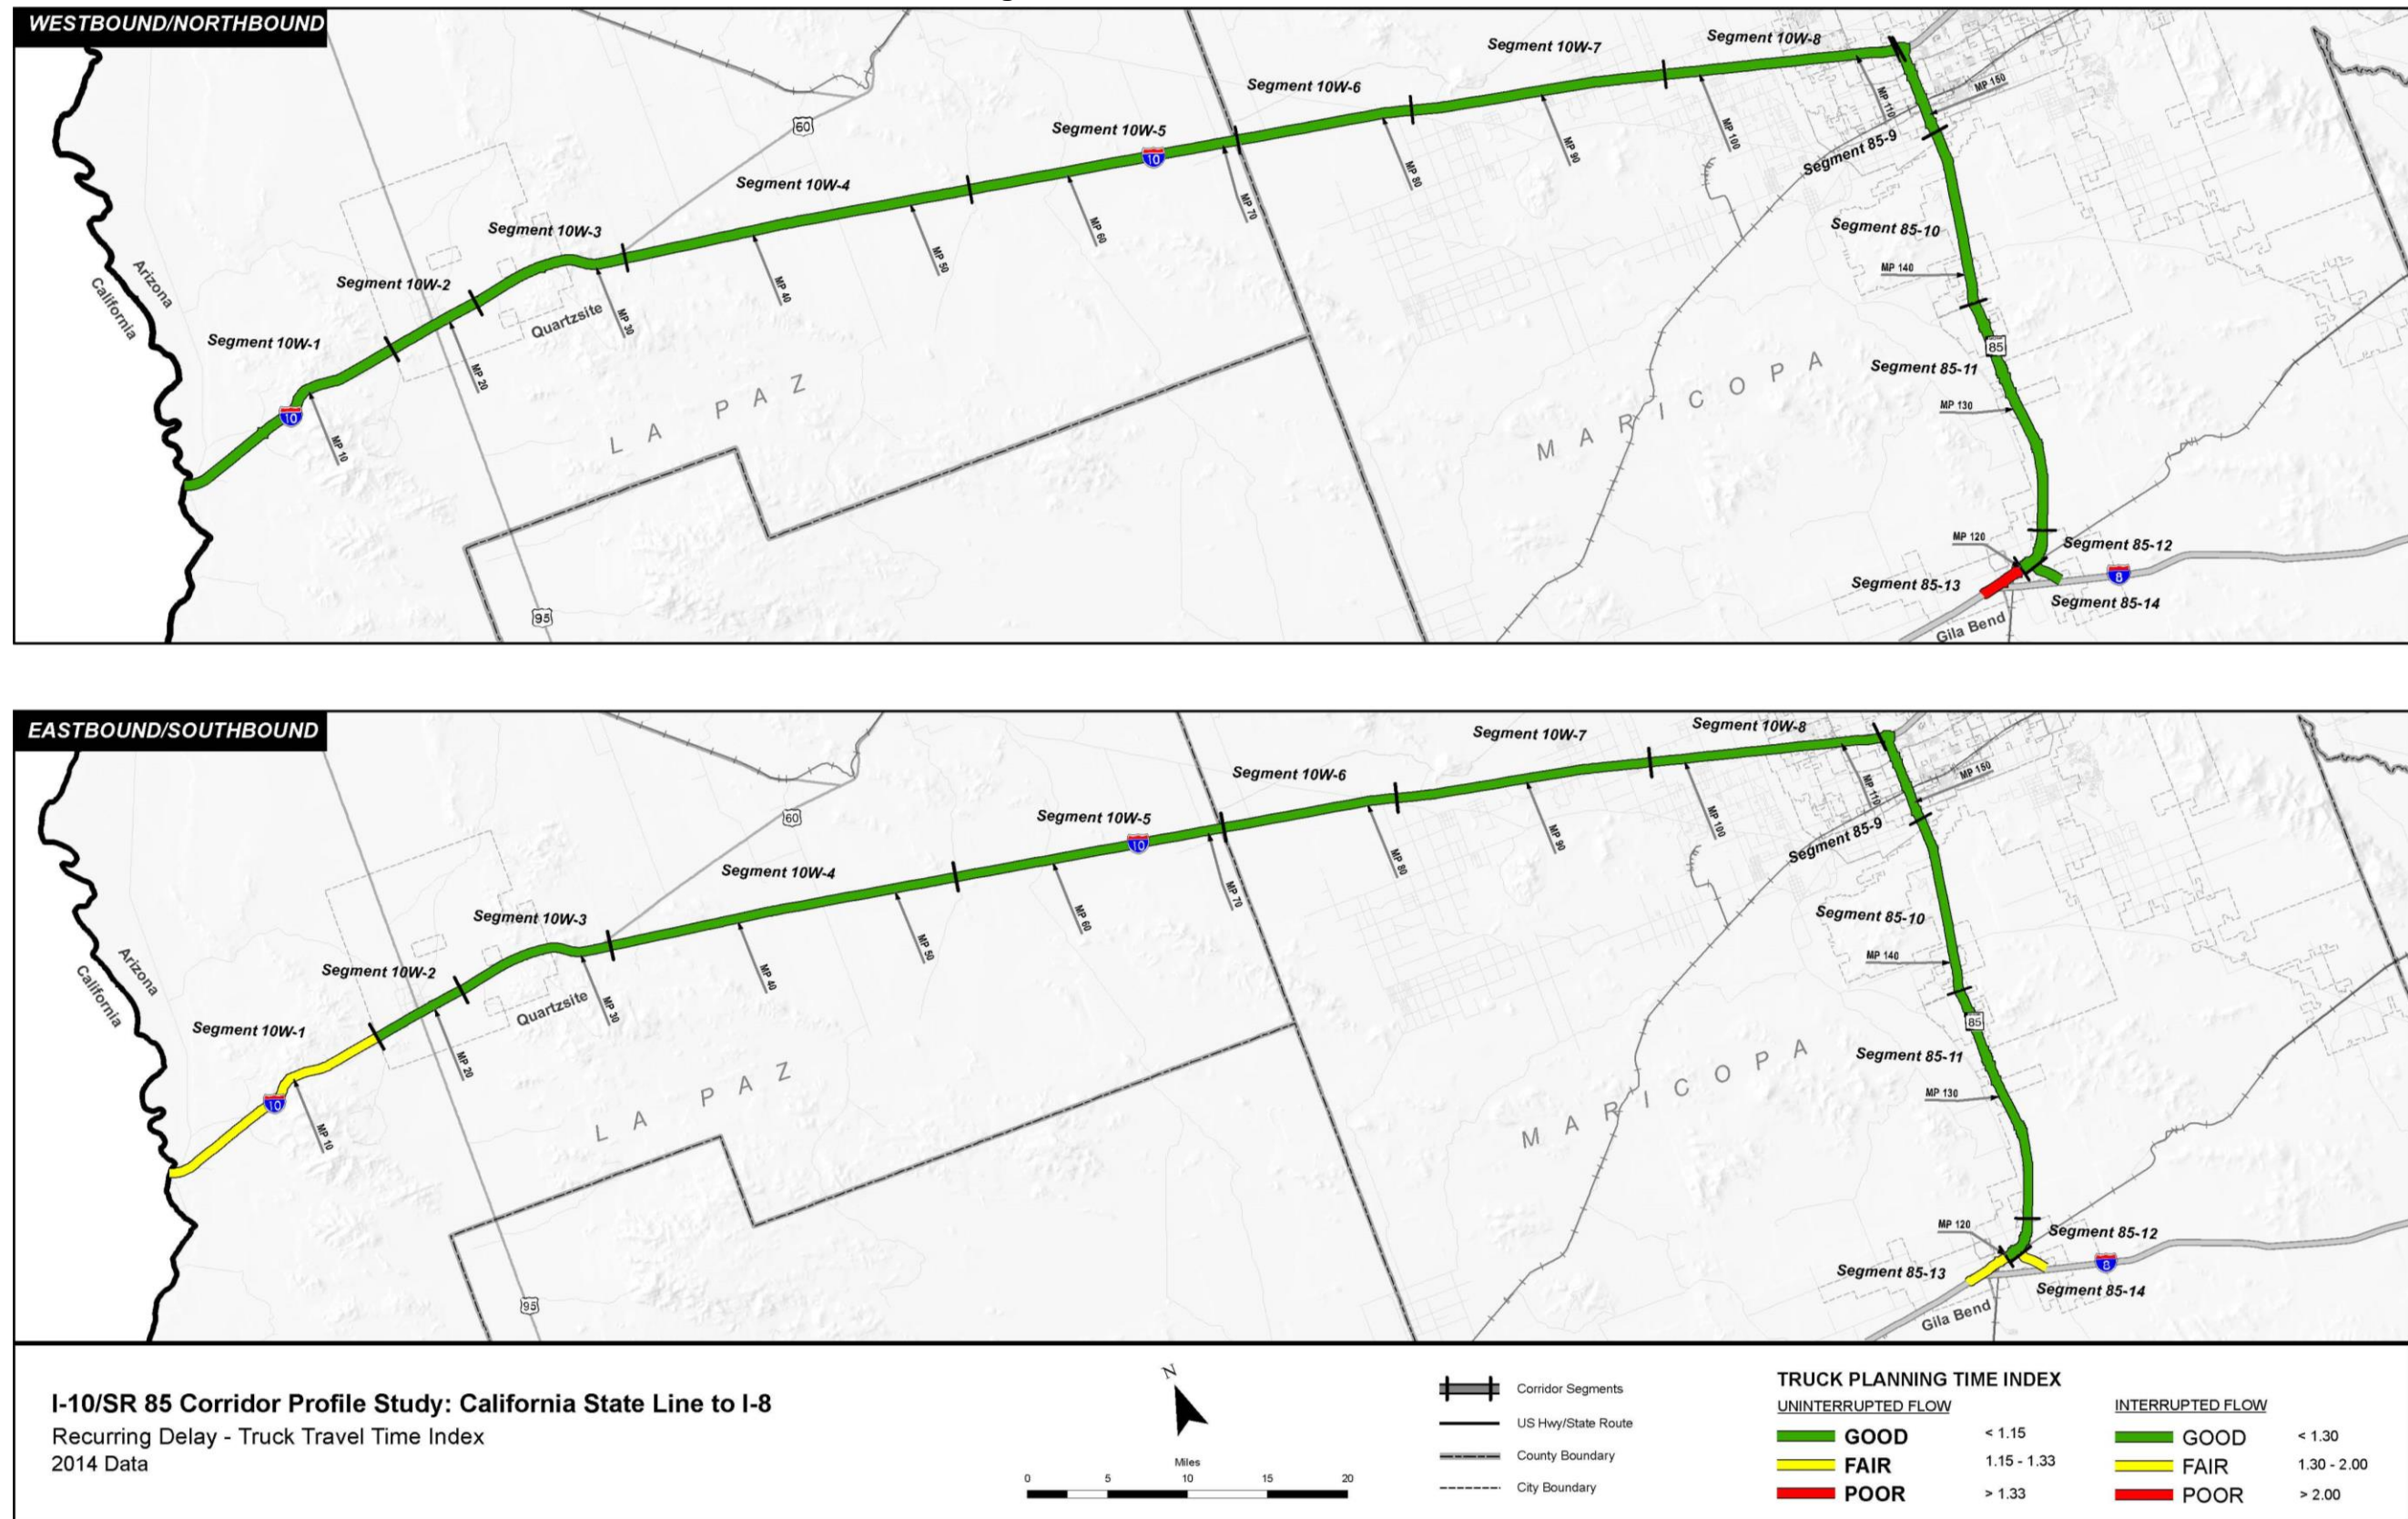 WESTBOUND/NORTHBOUND
Segment 10W-8
Segment 10W-7
Segment 10W-6
MP 150
MP 110
60
Segment 10W-5
10
MP 100
MP 90
Segment 85-9
MP 80
Segment 10W-4
MP 70
MP 60
Segment 10W-3
Segment 85-10
MP 50
MP 140
Arizona
California
Segment 10W-2
MP 40
Quartzsite
MP 30
Segment 10W-1
85
MP 20
Segment 85-11
LA PAZ
MARICOPA
MP 130
10
MP 10
MP 120
Segment 85-12
Segment 85-13
8
Segment 85-14
95
Gila Bend
EASTBOUND/SOUTHBOUND
Segment 10W-8
Segment 10W-7
Segment 10W-6
MP 150
MP 110
60
Segment 10W-5
10
MP 100
MP 90
Segment 85-9
MP 80
Segment 10W-4
MP 70
MP 60
Segment 10W-3
Segment 85-10
MP 50
MP 140
Arizona
California
Segment 10W-2
MP 40
Quartzsite
MP 30
Segment 10W-1
85
MP 20
Segment 85-11
LA PAZ
MARICOPA
MP 130
10
MP 10
MP 120
Segment 85-12
Segment 85-13
8
Segment 85-14
95
Gila Bend
I-10/SR 85 Corridor Profile Study: California State Line to I-8
Recurring Delay - Truck Travel Time Index
2014 Data
N
Miles
0 5 10 15 20
Corridor Segments
US Hwy/State Route
County Boundary
City Boundary
TRUCK PLANNING TIME INDEX
UNINTERRUPTED FLOW
GOOD < 1.15
FAIR 1.15 - 1.33
POOR > 1.33
INTERRUPTED FLOW
GOOD < 1.30
FAIR 1.30 - 2.00
POOR > 2.00